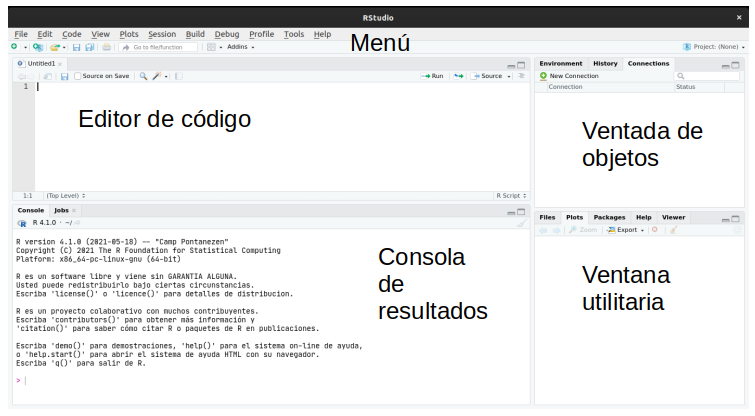 RStudio
File Edit Code View Plots Session Build Debug Profile Tools Help
Menú
Go to file/function
Addins
Project: (None)
Untitled1
Source on Save
Run
Source
1
Editor de código
1:1 (Top Level)
R Script
Environment History Connections
New Connection
Connection Status
Ventada de
objetos
Console Jobs
R 4.1.0 · ~/
R version 4.1.0 (2021-05-18) -- "Camp Pontanezen"
Copyright (C) 2021 The R Foundation for Statistical Computing
Platform: x86_64-pc-linux-gnu (64-bit)
R es un software libre y viene sin GARANTIA ALGUNA.
Usted puede redistribuirlo bajo ciertas circunstancias.
Escriba 'license()' o 'licence()' para detalles de distribucion.
R es un proyecto colaborativo con muchos contribuyentes.
Escriba 'contributors()' para obtener más información y
'citation()' para saber cómo citar R o paquetes de R en publicaciones.
Escriba 'demo()' para demostraciones, 'help()' para el sistema on-line de ayuda,
o 'help.start()' para abrir el sistema de ayuda HTML con su navegador.
Escriba 'q()' para salir de R.
>
Consola
de
resultados
Files Plots Packages Help Viewer
Zoom Export
Ventana
utilitaria